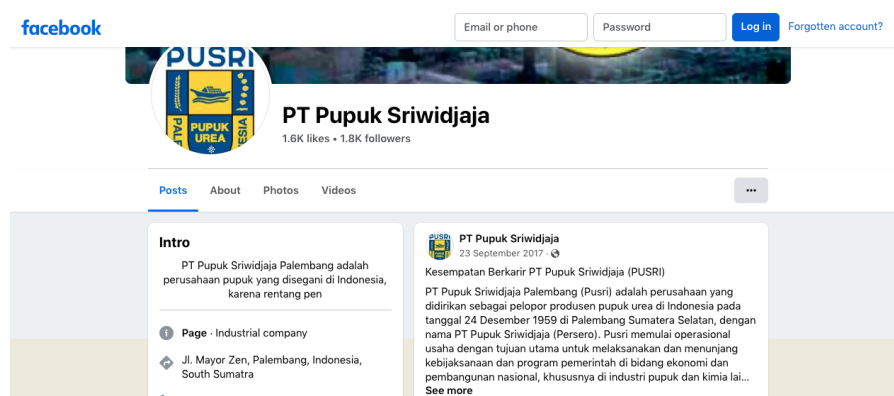 facebook
Email or phone
Password
Log in
Forgotten account?
PUSRI
PUPUK
UREA
PT Pupuk Sriwidjaja
1.6K likes • 1.8K followers
Posts
About
Photos
Videos
Intro
PT Pupuk Sriwidjaja Palembang adalah
perusahaan pupuk yang disegani di Indonesia,
karena rentang pen
Page · Industrial company
Jl. Mayor Zen, Palembang, Indonesia,
South Sumatra
PUSRI
PT Pupuk Sriwidjaja
23 September 2017 ·
Kesempatan Berkarir PT Pupuk Sriwidjaja (PUSRI)
PT Pupuk Sriwidjaja Palembang (Pusri) adalah perusahaan yang
didirikan sebagai pelopor produsen pupuk urea di Indonesia pada
tanggal 24 Desember 1959 di Palembang Sumatera Selatan, dengan
nama PT Pupuk Sriwidjaja (Persero). Pusri memulai operasional
usaha dengan tujuan utama untuk melaksanakan dan menunjang
kebijaksanaan dan program pemerintah di bidang ekonomi dan
pembangunan nasional, khususnya di industri pupuk dan kimia lai...
See more